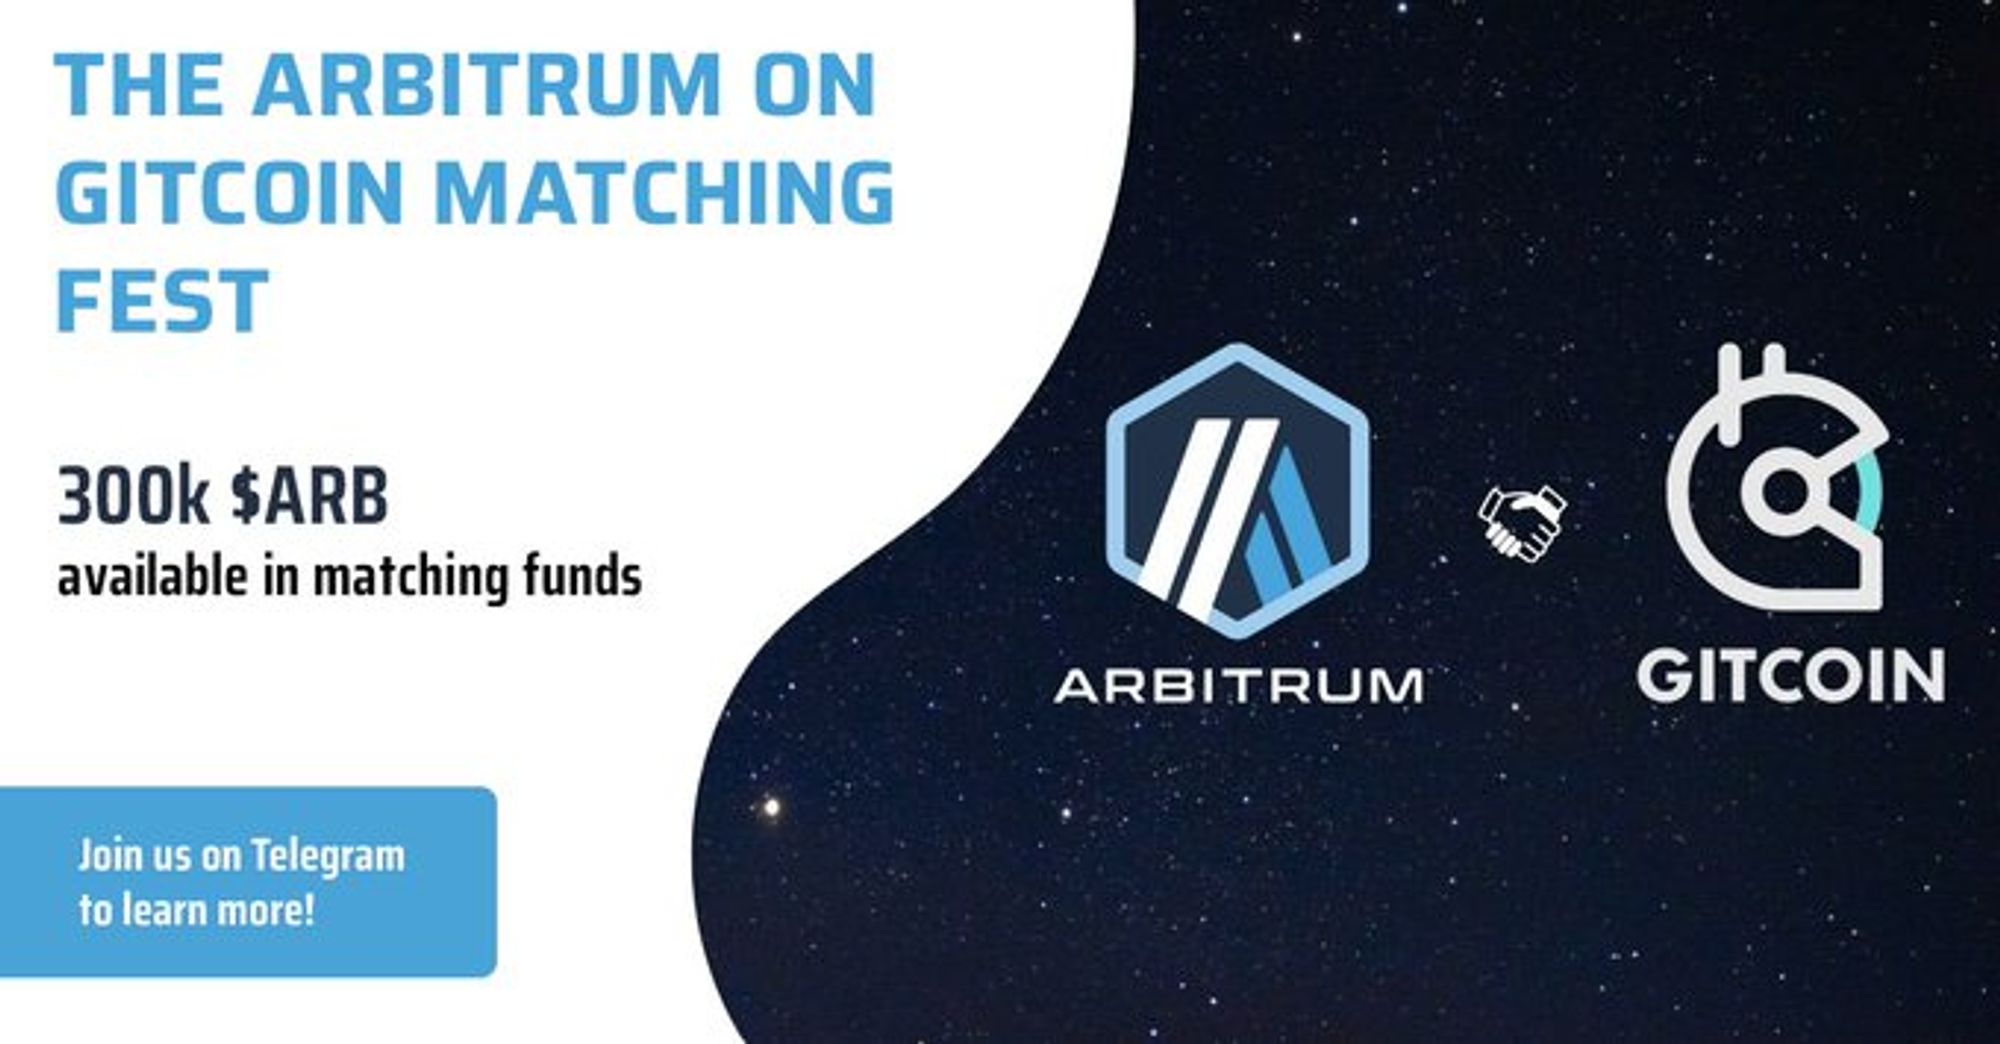 THE ARBITRUM ON
GITCOIN MATCHING
FEST
300k $ARB
available in matching funds
Join us on Telegram
to learn more!
ARBITRUM
GITCOIN